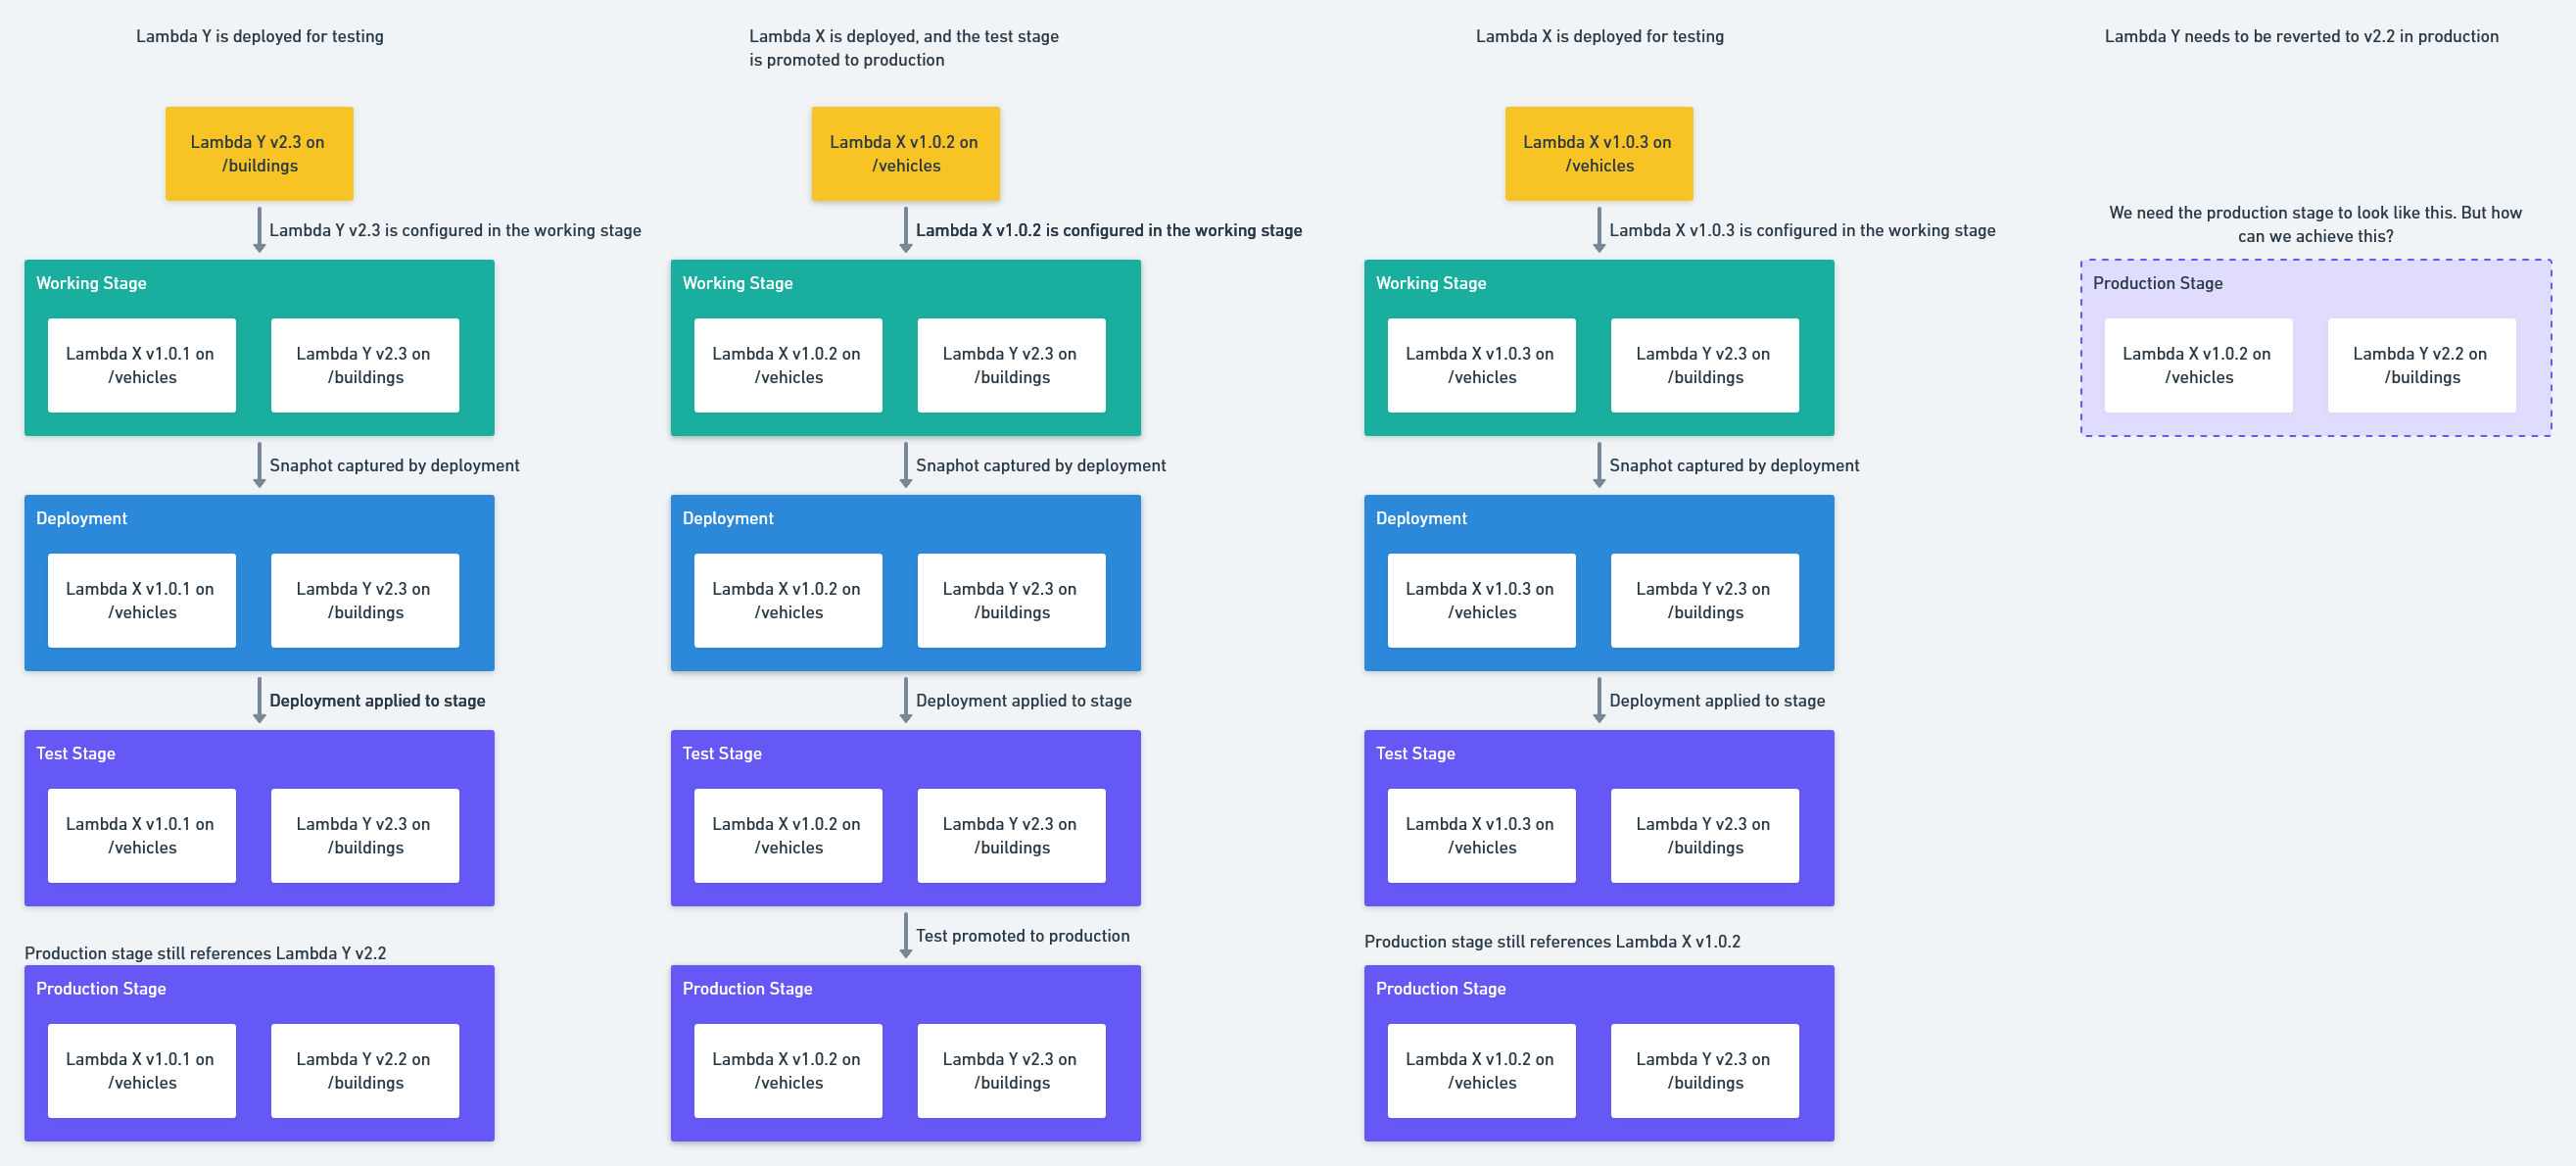 Lambda Y is deployed for testing
Lambda Y v2.3 on
/buildings
Lambda Y v2.3 is configured in the working stage
Working Stage
Lambda X v1.0.1 on
/vehicles
Lambda Y v2.3 on
/buildings
Snaphot captured by deployment
Deployment
Lambda X v1.0.1 on
/vehicles
Lambda Y v2.3 on
/buildings
Deployment applied to stage
Test Stage
Lambda X v1.0.1 on
/vehicles
Lambda Y v2.3 on
/buildings
Production stage still references Lambda Y v2.2
Production Stage
Lambda X v1.0.1 on
/vehicles
Lambda Y v2.2 on
/buildings
Lambda X is deployed, and the test stage
is promoted to production
Lambda X v1.0.2 on
/vehicles
Lambda X v1.0.2 is configured in the working stage
Working Stage
Lambda X v1.0.2 on
/vehicles
Lambda Y v2.3 on
/buildings
Snaphot captured by deployment
Deployment
Lambda X v1.0.2 on
/vehicles
Lambda Y v2.3 on
/buildings
Deployment applied to stage
Test Stage
Lambda X v1.0.2 on
/vehicles
Lambda Y v2.3 on
/buildings
Test promoted to production
Production Stage
Lambda X v1.0.2 on
/vehicles
Lambda Y v2.3 on
/buildings
Lambda X is deployed for testing
Lambda X v1.0.3 on
/vehicles
Lambda X v1.0.3 is configured in the working stage
Working Stage
Lambda X v1.0.3 on
/vehicles
Lambda Y v2.3 on
/buildings
Snaphot captured by deployment
Deployment
Lambda X v1.0.3 on
/vehicles
Lambda Y v2.3 on
/buildings
Deployment applied to stage
Test Stage
Lambda X v1.0.3 on
/vehicles
Lambda Y v2.3 on
/buildings
Production stage still references Lambda X v1.0.2
Production Stage
Lambda X v1.0.2 on
/vehicles
Lambda Y v2.3 on
/buildings
Lambda Y needs to be reverted to v2.2 in production
We need the production stage to look like this. But how
can we achieve this?
Production Stage
Lambda X v1.0.2 on
/vehicles
Lambda Y v2.2 on
/buildings